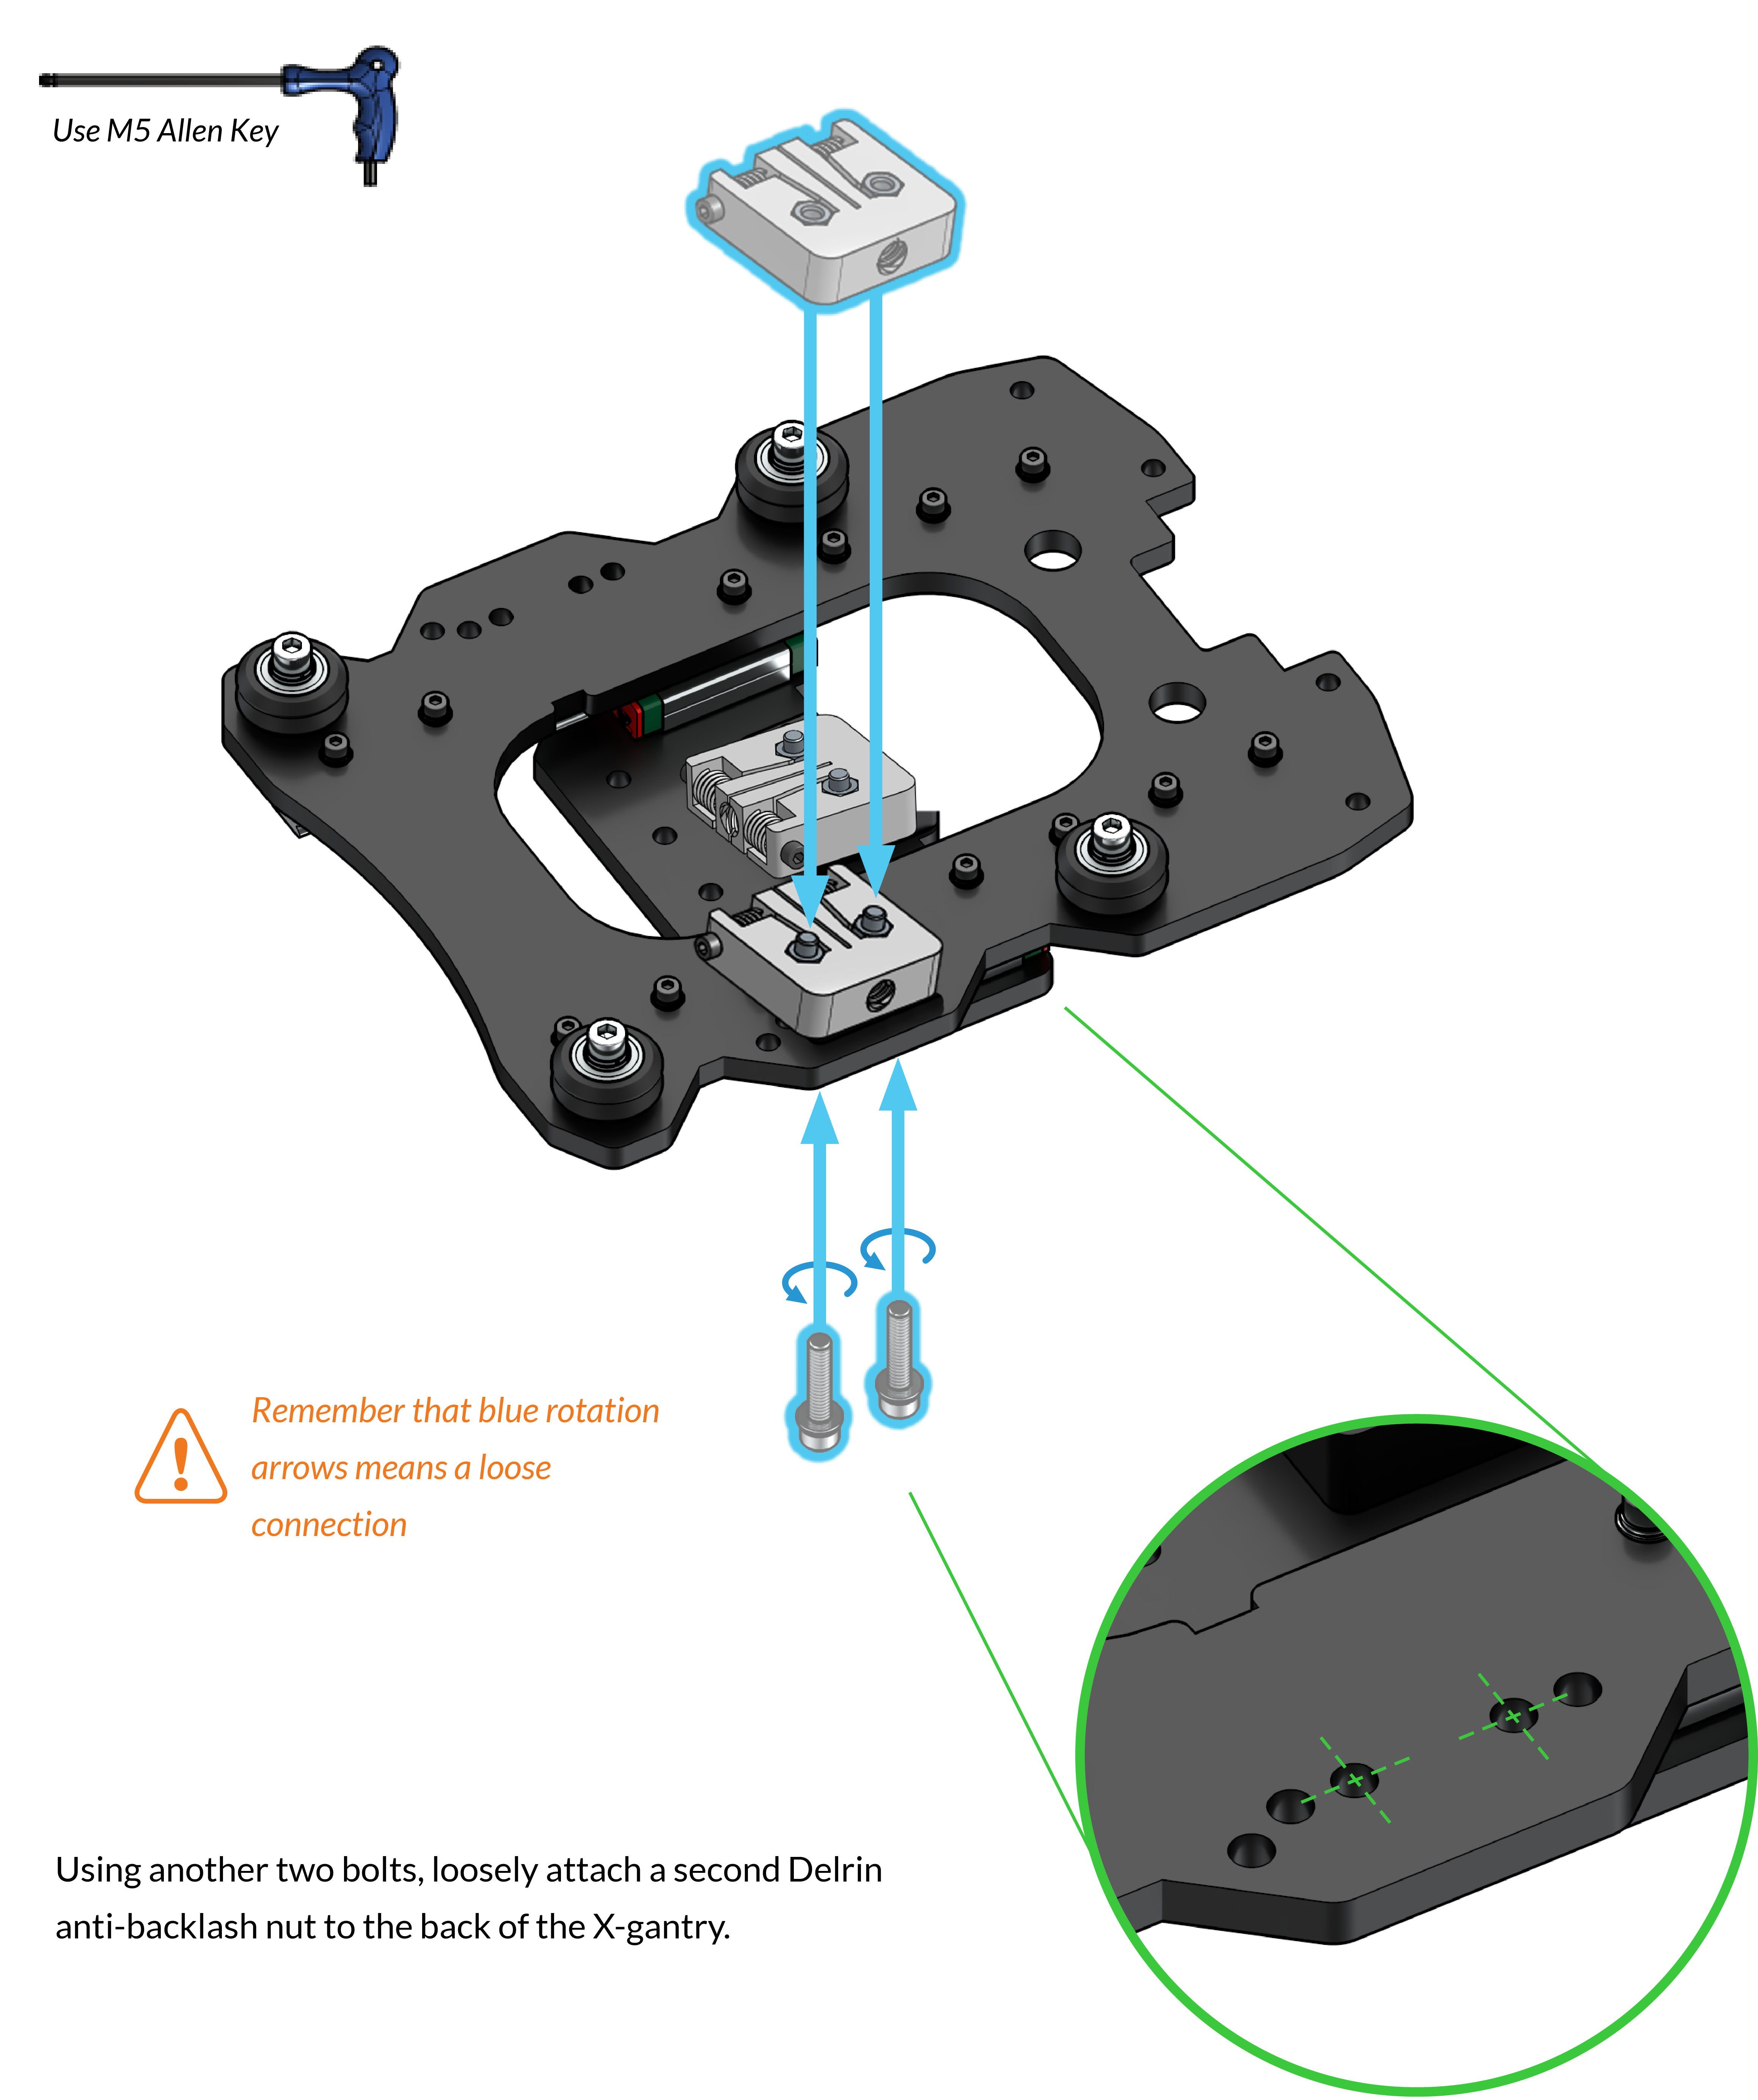 Use M5 Allen Key
Remember that blue rotation
arrows means a loose
connection
Using another two bolts, loosely attach a second Delrin
anti-backlash nut to the back of the X-gantry.